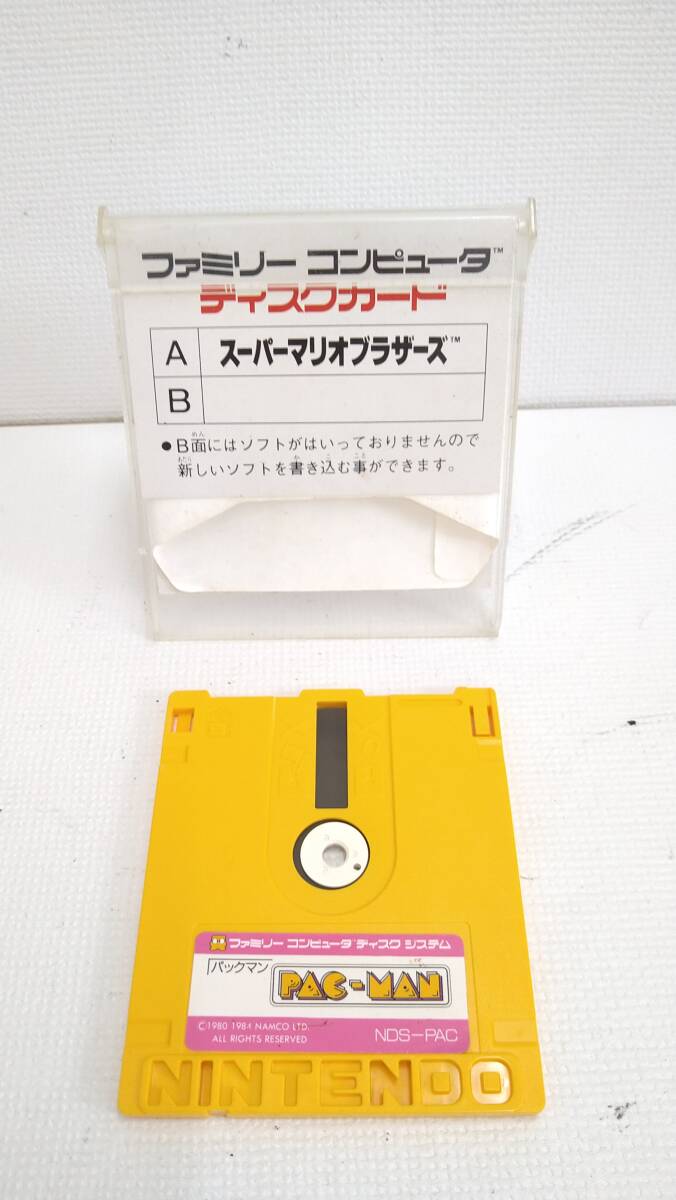 ファミリー コンピュータ™
ディスクカード
A スーパーマリオブラザーズ™
B
●B面にはソフトがはいっておりませんので
新しいソフトを書き込む事ができます。
ファミリー コンピュータ ディスク システム
パックマン
PAC-MAN
©1980 1984 NAMCO LTD.
ALL RIGHTS RESERVED
NDS-PAC
NINTENDO